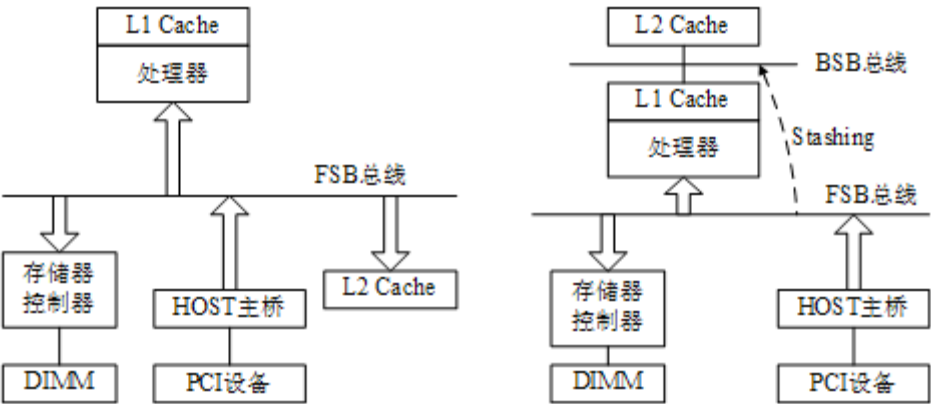 L1 Cache
处理器
FSB总线
存储器
控制器
HOST主桥
L2 Cache
DIMM
PCI设备
L2 Cache
BSB总线
L1 Cache
处理器
Stashing
FSB总线
存储器
控制器
HOST主桥
DIMM
PCI设备